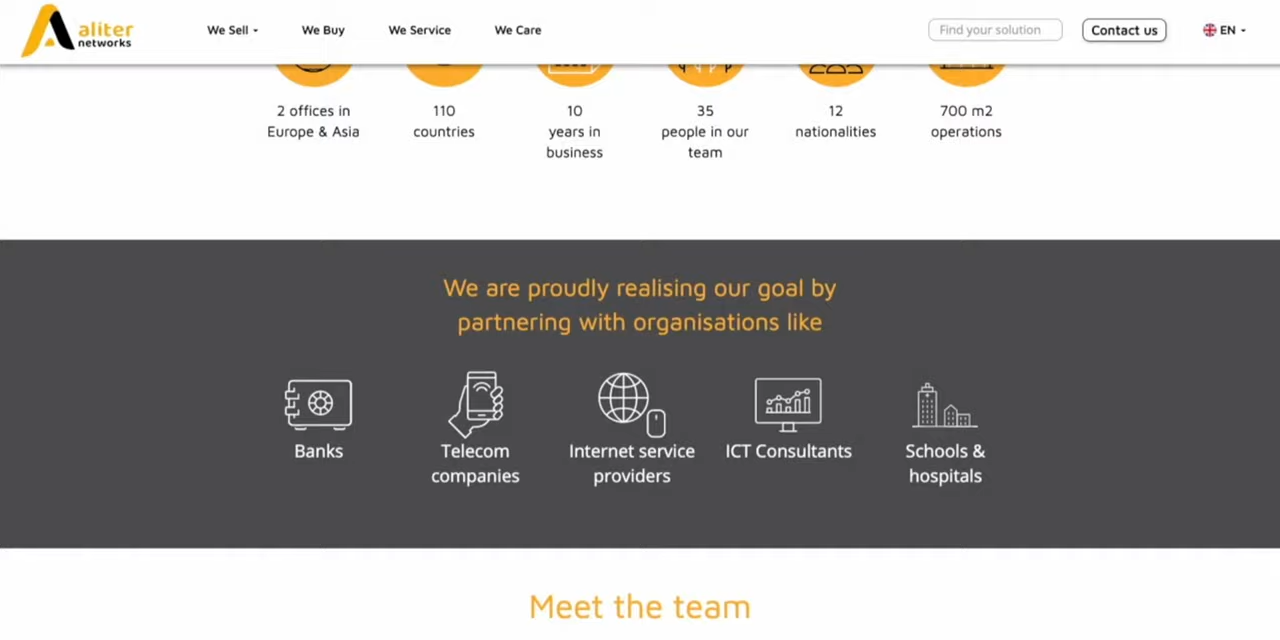 aliter
networks
We Sell
We Buy
We Service
We Care
Find your solution
Contact us
EN
2 offices in
Europe & Asia
110
countries
10
years in
business
35
people in our
team
12
nationalities
700 m2
operations
We are proudly realising our goal by
partnering with organisations like
Banks
Telecom
companies
Internet service
providers
ICT Consultants
Schools &
hospitals
Meet the team